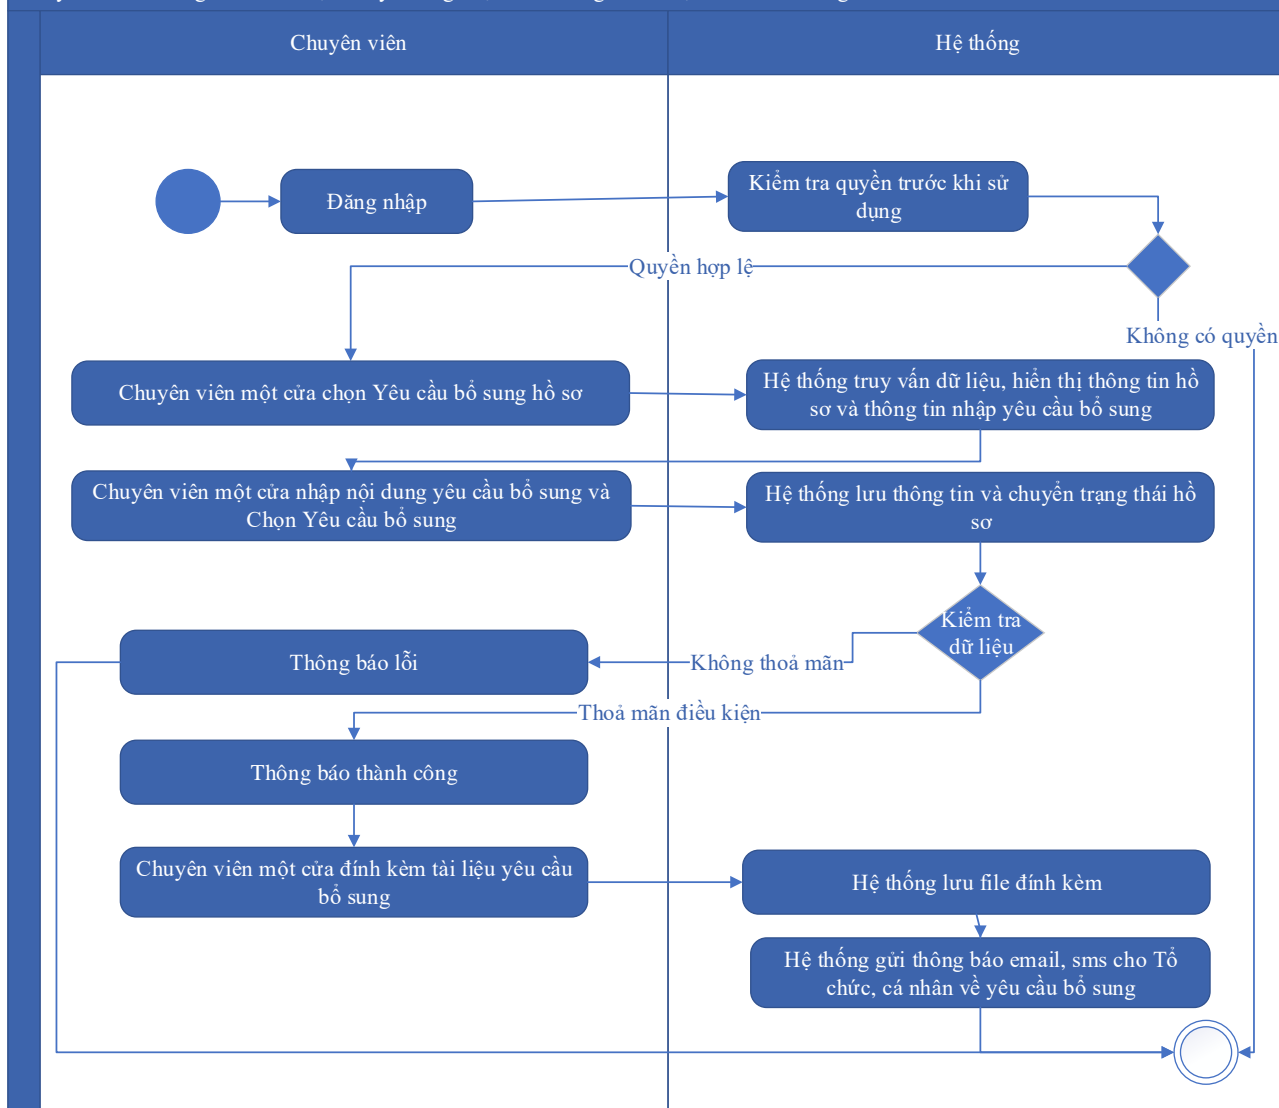 Chuyên viên
Hệ thống
Đăng nhập
Kiểm tra quyền trước khi sử
dụng
Quyền hợp lệ
Không có quyền
Chuyên viên một cửa chọn Yêu cầu bổ sung hồ sơ
Hệ thống truy vấn dữ liệu, hiển thị thông tin hồ
sơ và thông tin nhập yêu cầu bổ sung
Chuyên viên một cửa nhập nội dung yêu cầu bổ sung và
Chọn Yêu cầu bổ sung
Hệ thống lưu thông tin và chuyển trạng thái hồ
sơ
Kiểm tra
dữ liệu
Thông báo lỗi
Không thoả mãn
Thoả mãn điều kiện
Thông báo thành công
Chuyên viên một cửa đính kèm tài liệu yêu cầu
bổ sung
Hệ thống lưu file đính kèm
Hệ thống gửi thông báo email, sms cho Tổ
chức, cá nhân về yêu cầu bổ sung